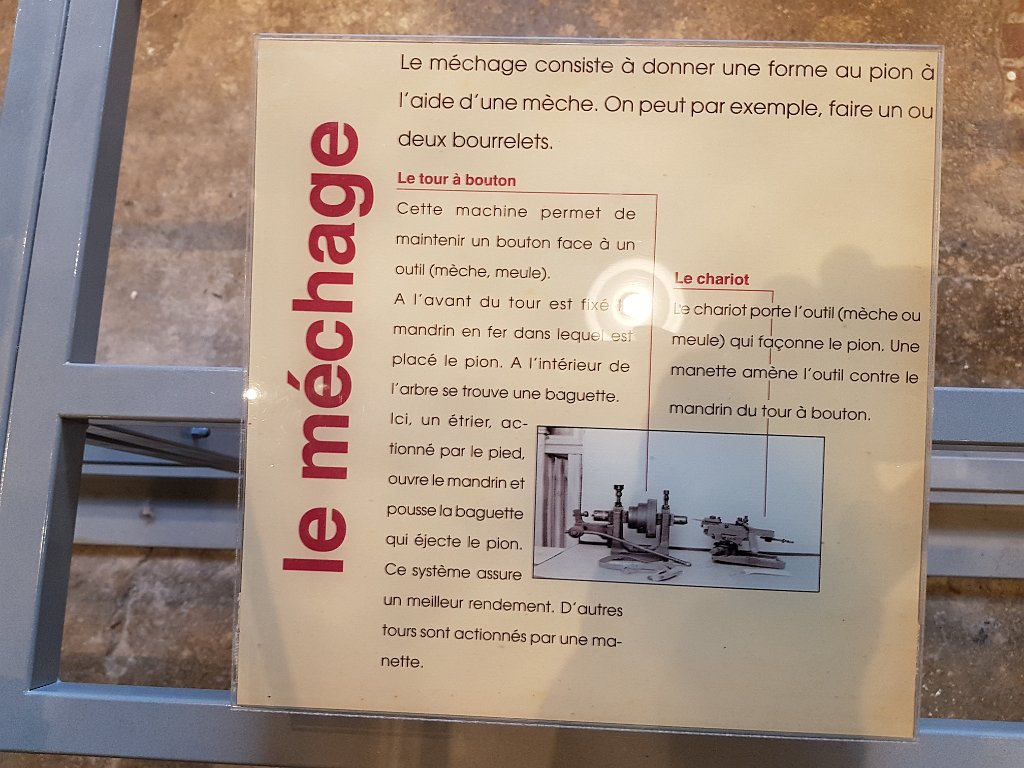 le méchage
Le méchage consiste à donner une forme au pion à
l'aide d'une mèche. On peut par exemple, faire un ou
deux bourrelets.
Le tour à bouton
Cette machine permet de
maintenir un bouton face à un
outil (mèche, meule).
A l'avant du tour est fixé
mandrin en fer dans lequel est
placé le pion. A l'intérieur de
l'arbre se trouve une baguette.
Ici, un étrier, ac-
tionné par le pied,
ouvre le mandrin et
pousse la baguette
qui éjecte le pion.
Ce système assure
un meilleur rendement. D'autres
tours sont actionnés par une ma-
nette.
Le chariot
Le chariot porte l'outil (mèche ou
meule) qui façonne le pion. Une
manette amène l'outil contre le
mandrin du tour à bouton.